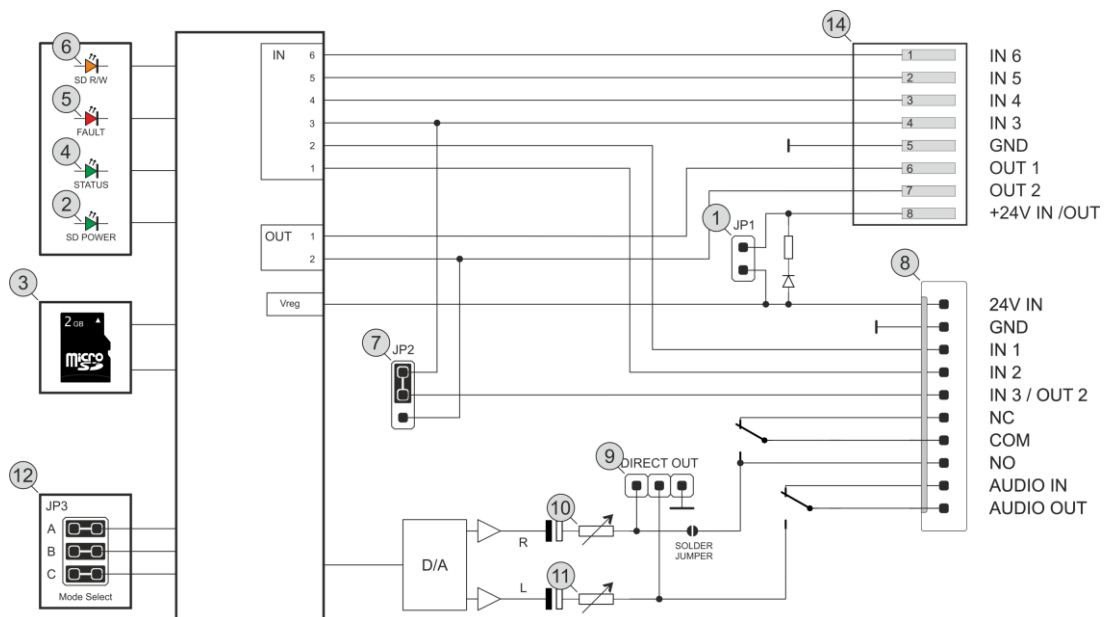 6
SD R/W
5
FAULT
4
STATUS
2
SD POWER
3
2 GB
micro
SD
12
JP3
A
B
C
Mode Select
IN
6
5
4
3
2
1
OUT
1
2
Vreg
7
JP2
1
JP1
14
1 IN 6
2 IN 5
3 IN 4
4 IN 3
5 GND
6 OUT 1
7 OUT 2
8 +24V IN /OUT
8
24V IN
GND
IN 1
IN 2
IN 3 / OUT 2
NC
COM
NO
AUDIO IN
AUDIO OUT
9
DIRECT OUT
10
R
SOLDER
JUMPER
D/A
11
L